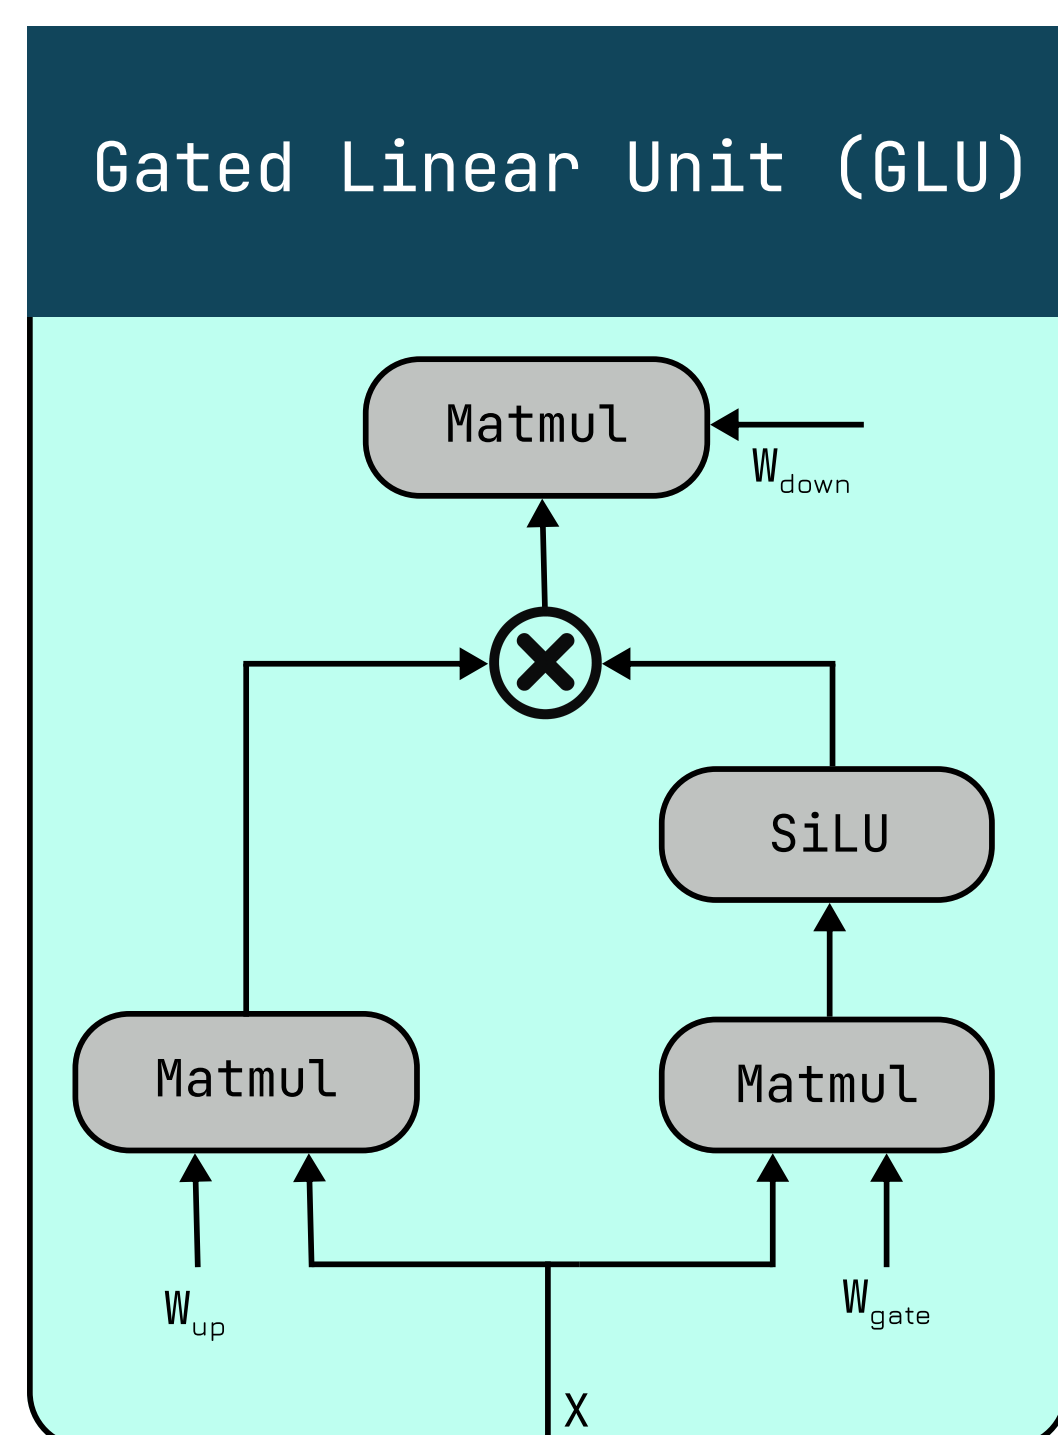 Gated Linear Unit (GLU)
Matmul
Wdown
SiLU
Matmul
Matmul
Wup
Wgate
X